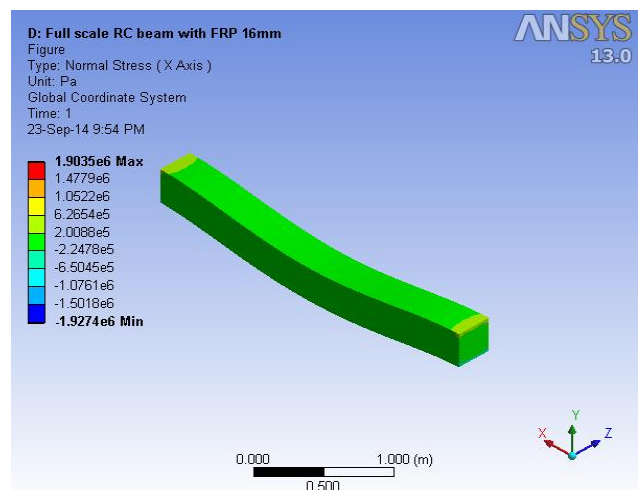 D: Full scale RC beam with FRP 16mm
Figure
Type: Normal Stress ( X Axis )
Unit: Pa
Global Coordinate System
Time: 1
23-Sep-14 9:54 PM
ANSYS
13.0
1.9035e6 Max
1.4779e6
1.0522e6
6.2654e5
2.0088e5
-2.2478e5
-6.5045e5
-1.0761e6
-1.5018e6
-1.9274e6 Min
Y
X
Z
0.000 1.000 (m)
0.500